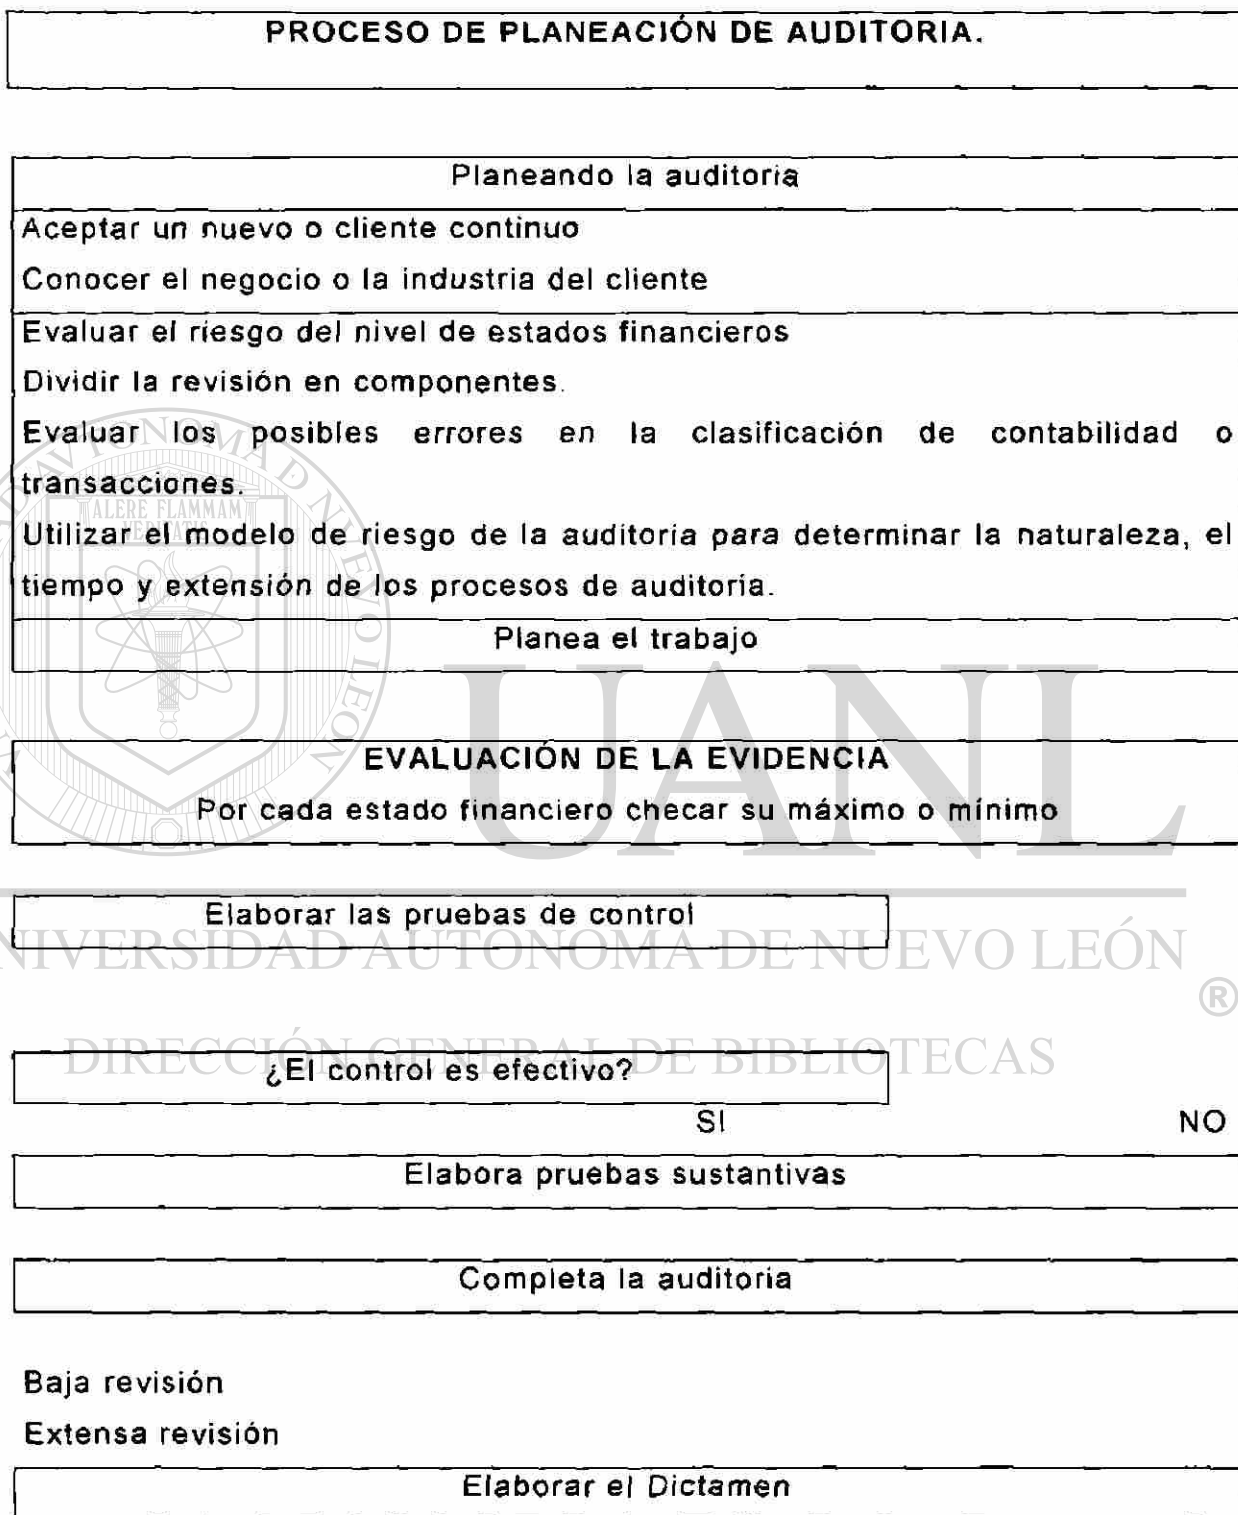 PROCESO DE PLANEACIÓN DE AUDITORIA.
Planeando la auditoria
Aceptar un nuevo o cliente continuo
Conocer el negocio o la industria del cliente
Evaluar el riesgo del nivel de estados financieros
Dividir la revisión en componentes.
Evaluar los posibles errores en la clasificación de contabilidad o
transacciones.
ALERE FLAMMAM
VERITATIS
Utilizar el modelo de riesgo de la auditoria para determinar la naturaleza, el
tiempo y extensión de los procesos de auditoria.
Planea el trabajo
UANL
EVALUACIÓN DE LA EVIDENCIA
Por cada estado financiero checar su máximo o mínimo
Elaborar las pruebas de control
NIVERSIDAD AUTÓNOMA DE NUEVO LEÓN
®
DIRECCIÓN GENERAL DE BIBLIOTECAS
¿El control es efectivo?
SI NO
Elabora pruebas sustantivas
Completa la auditoria
Baja revisión
Extensa revisión
Elaborar el Dictamen